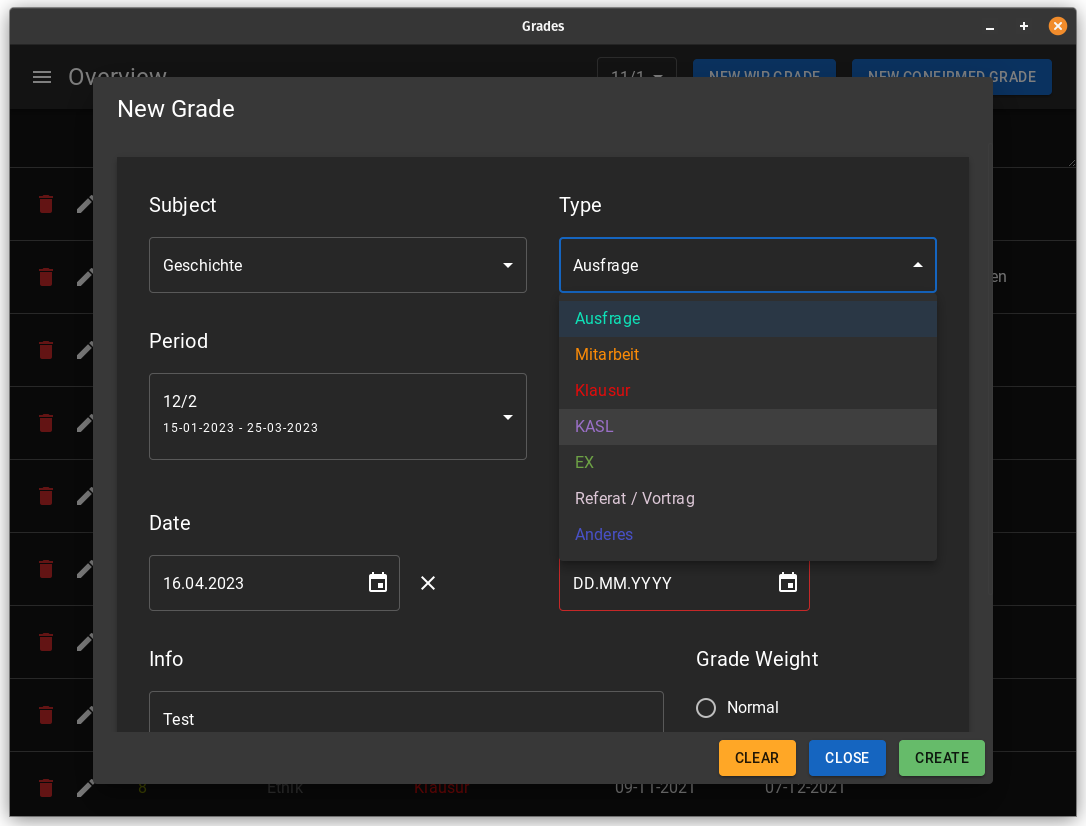 Grades
Overview
11/1
NEW WIP GRADE
NEW CONFIRMED GRADE
New Grade
Subject
Type
Geschichte
Ausfrage
Ausfrage
Mitarbeit
Klausur
KASL
EX
Referat / Vortrag
Anderes
Period
12/2
15-01-2023 - 25-03-2023
Date
16.04.2023
DD.MM.YYYY
Info
Grade Weight
Test
Normal
CLEAR
CLOSE
CREATE
en
8
Ethik
Klausur
09-11-2021
07-12-2021